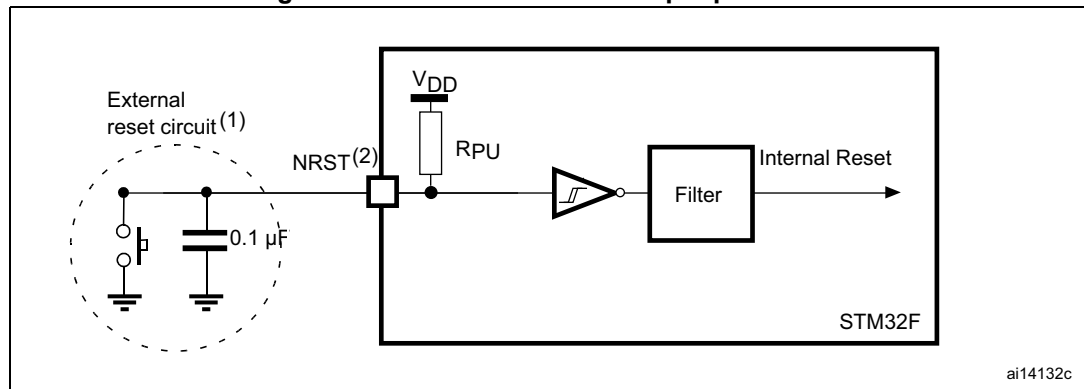 External
reset circuit(1)
NRST(2)
VDD
RPU
0.1 µF
Filter
Internal Reset
STM32F
ai14132c